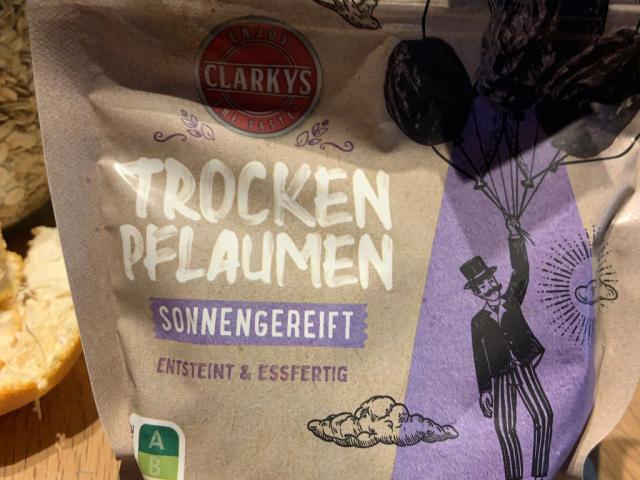 ENJOY
CLARKYS
THE TASTE
TROCKEN
PFLAUMEN
SONNENGEREIFT
ENTSTEINT & ESSFERTIG
A
B